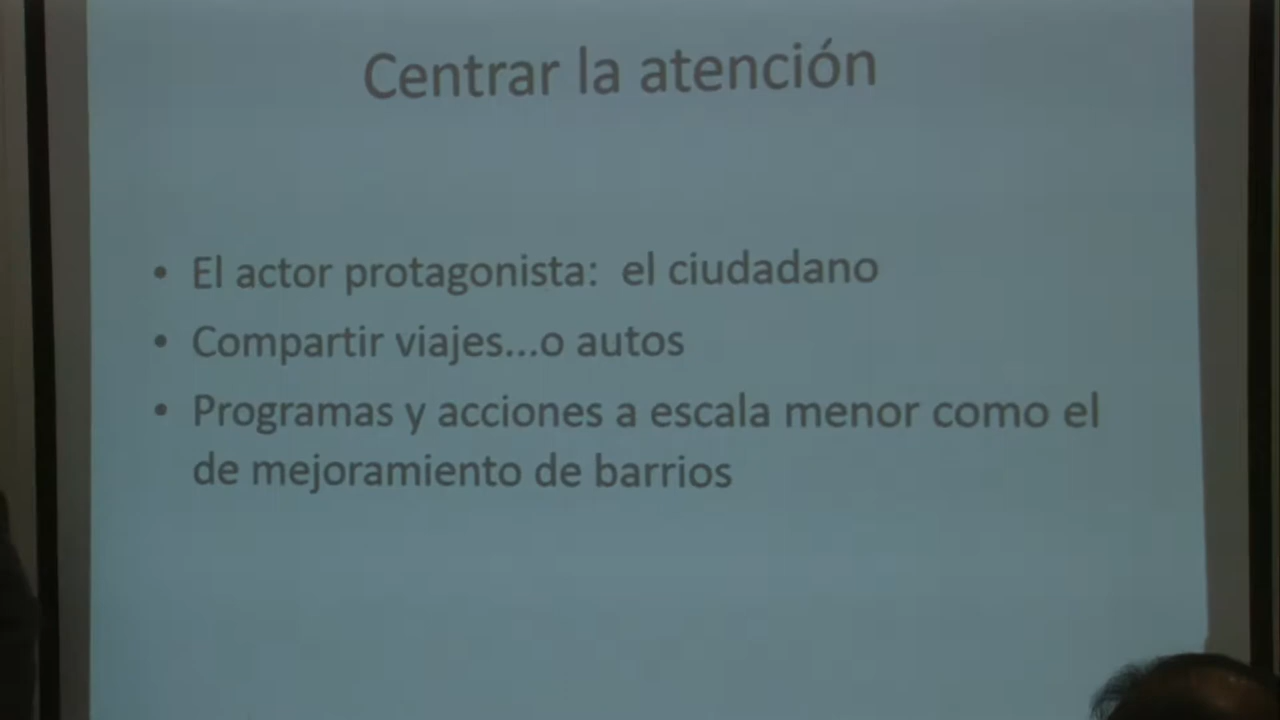 Centrar la atención
• El actor protagonista:  el ciudadano
• Compartir viajes...o autos
• Programas y acciones a escala menor como el
de mejoramiento de barrios